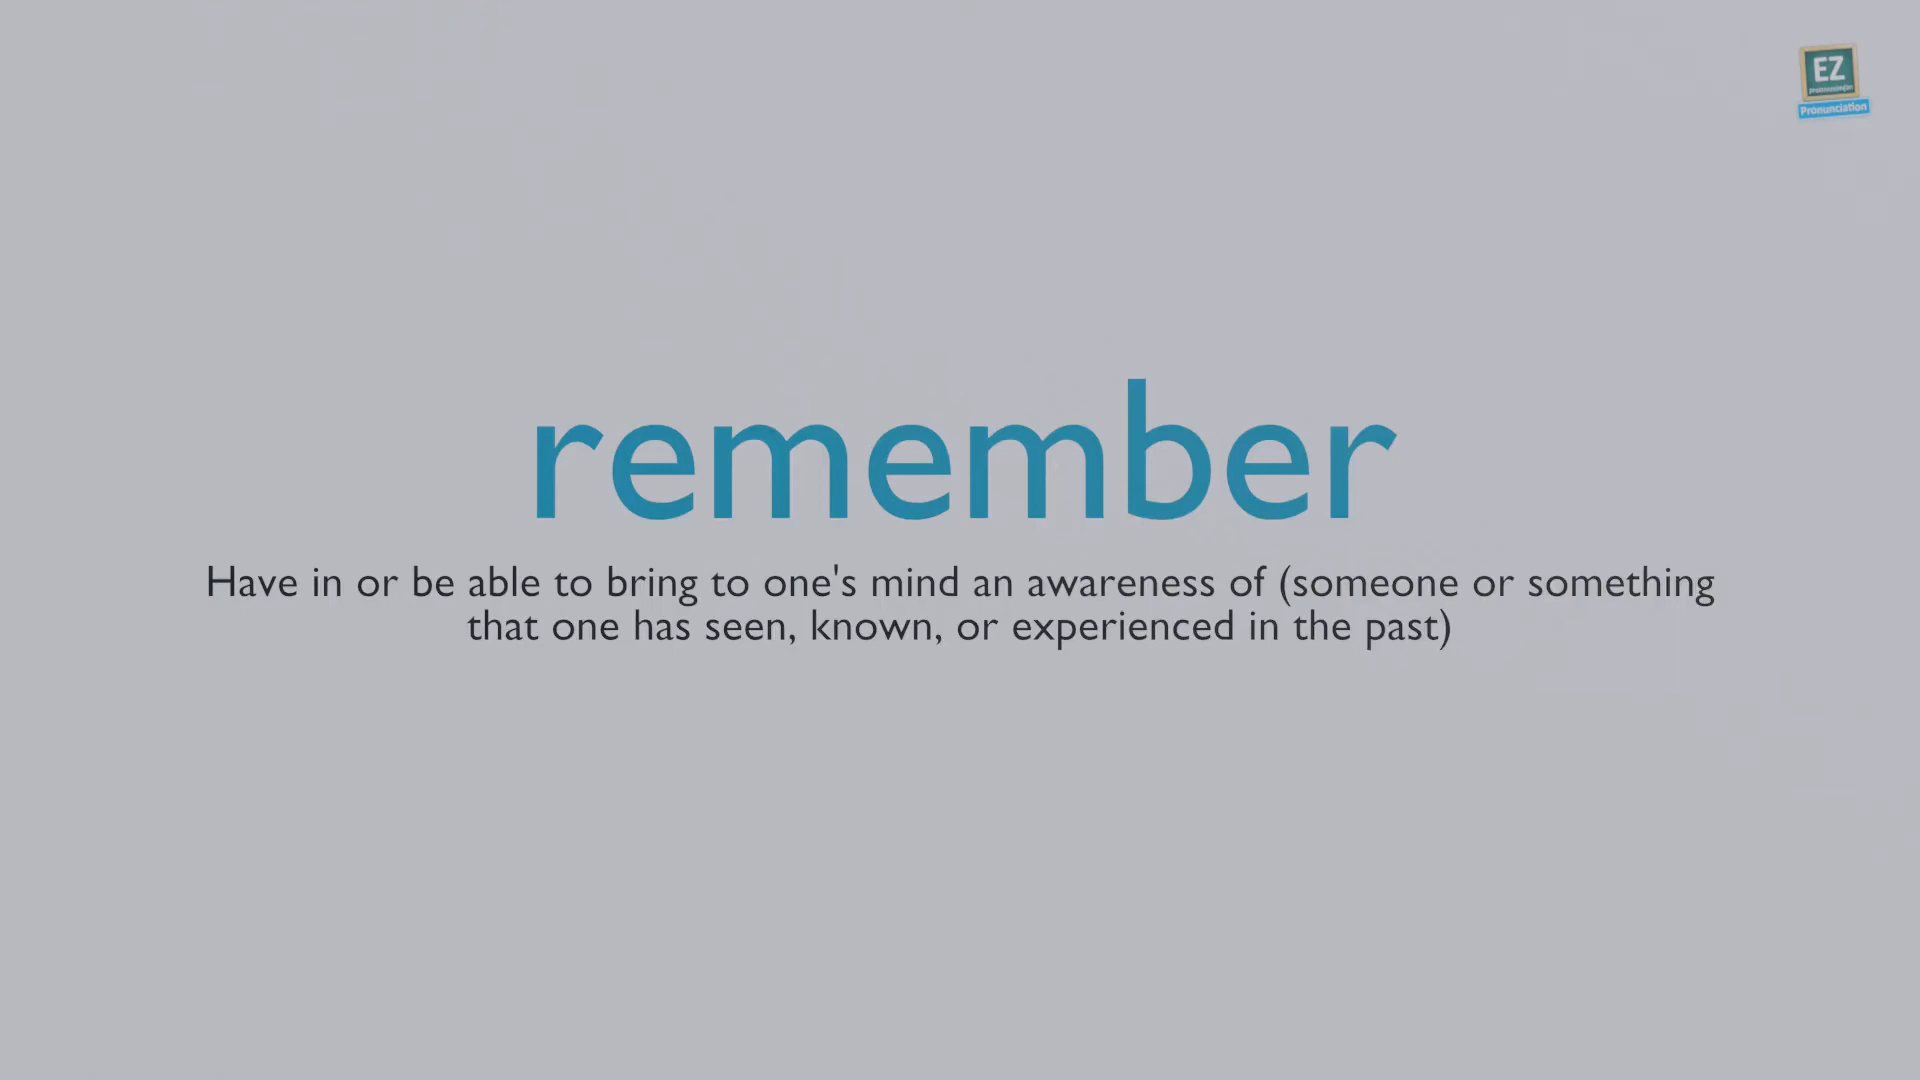 EZ
Pronunciation
remember
Have in or be able to bring to one's mind an awareness of (someone or something
that one has seen, known, or experienced in the past)